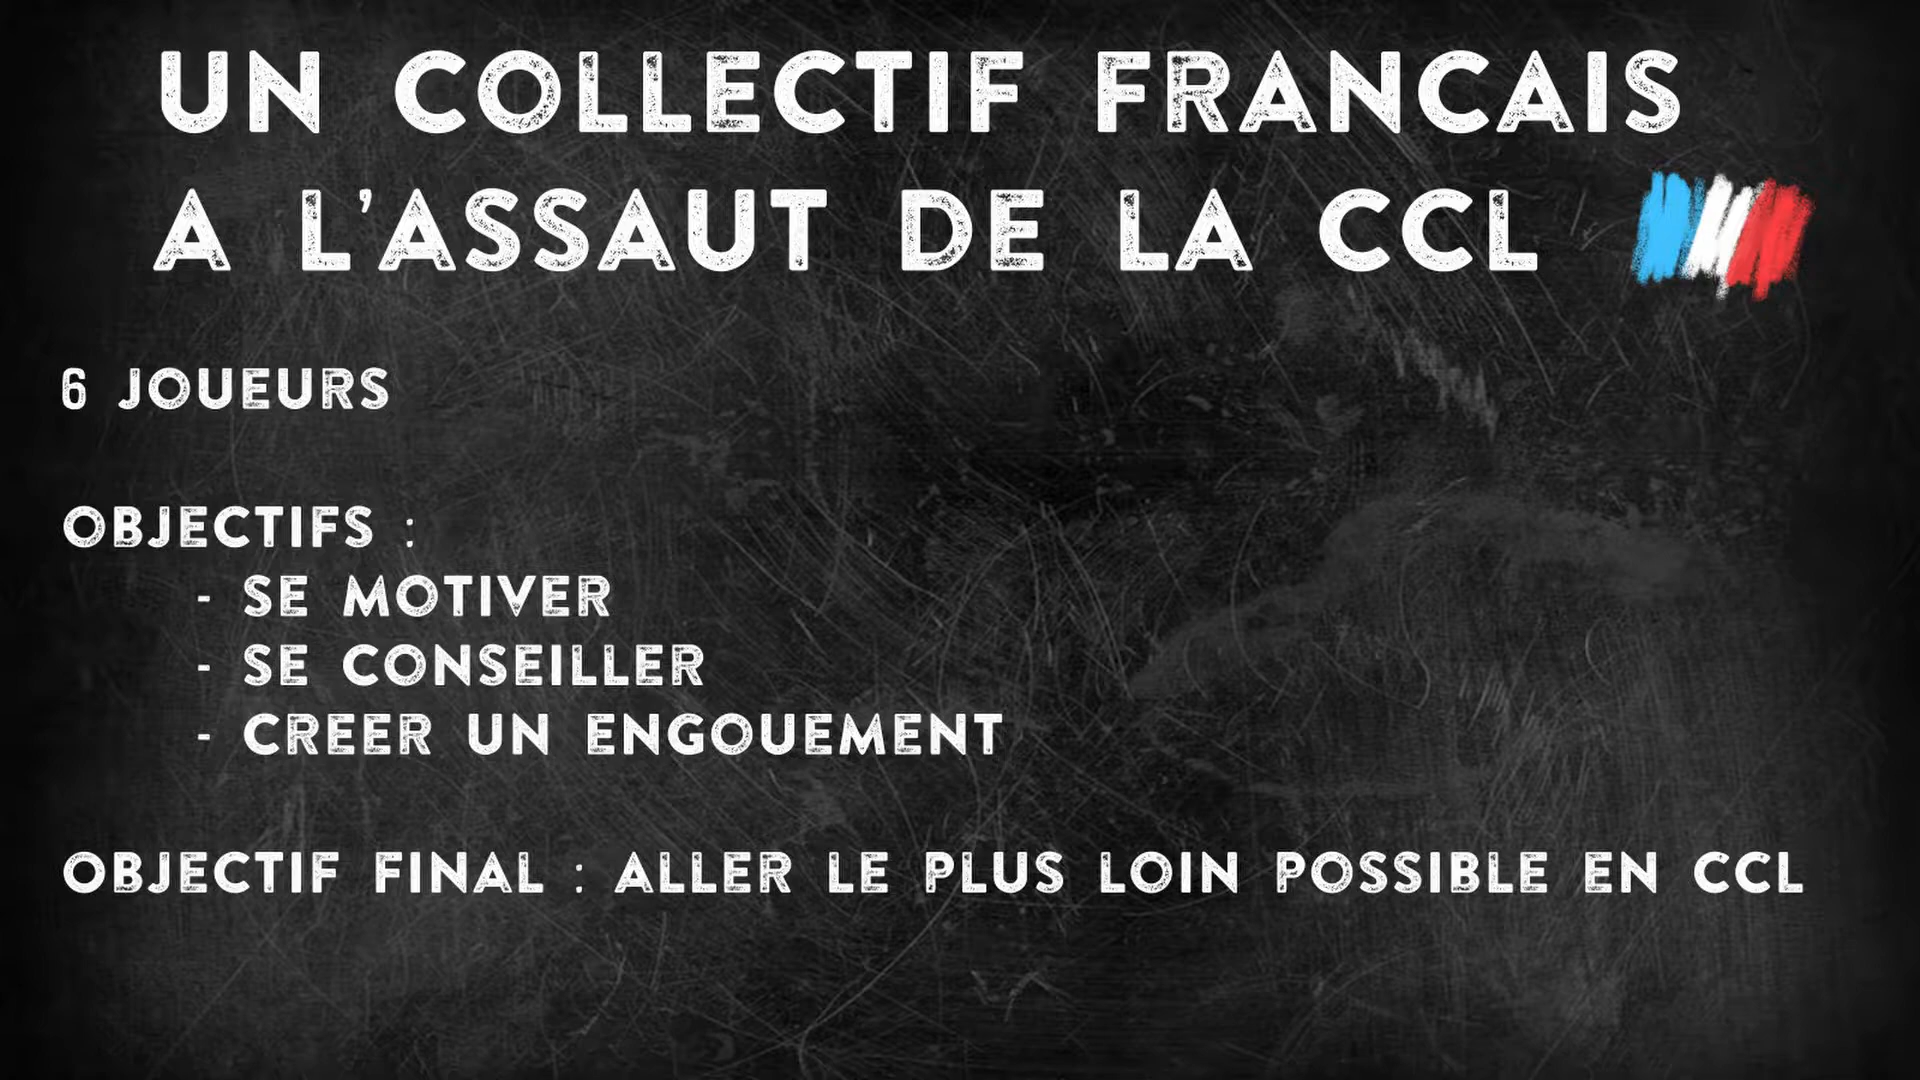 UN COLLECTIF FRANCAIS
A L'ASSAUT DE LA CCL
6 JOUEURS
OBJECTIFS :
- SE MOTIVER
- SE CONSEILLER
- CREER UN ENGOUEMENT
OBJECTIF FINAL : ALLER LE PLUS LOIN POSSIBLE EN CCL